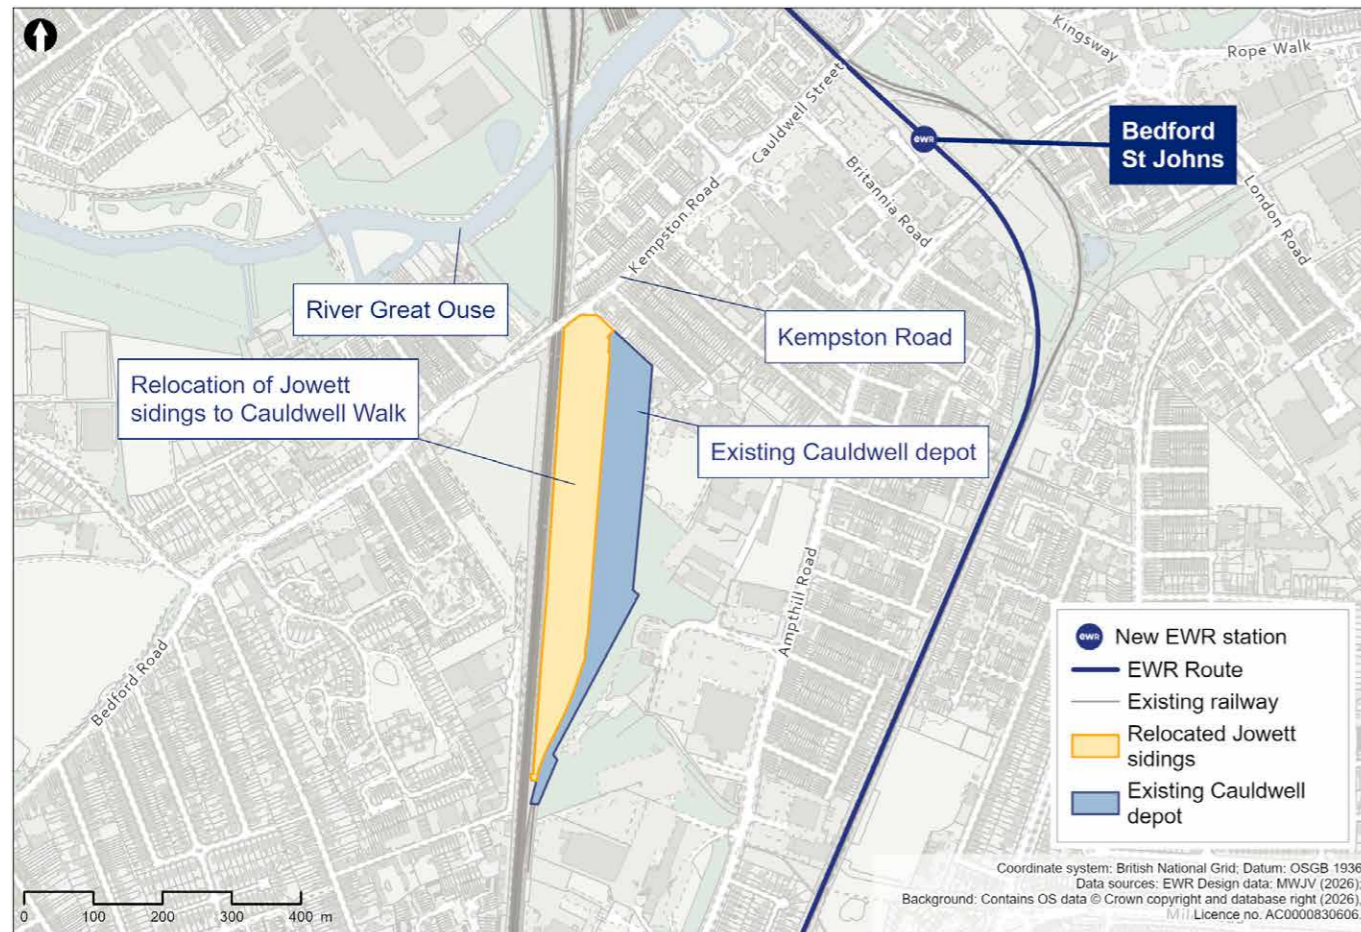 Kingsway
Rope Walk
Cauldwell Street
ewr
Bedford
St Johns
Britannia Road
London Road
Kempston Road
River Great Ouse
Kempston Road
Relocation of Jowett
sidings to Cauldwell Walk
Existing Cauldwell depot
Ampthill Road
Bedford Road
ewr
New EWR station
EWR Route
Existing railway
Relocated Jowett
sidings
Existing Cauldwell
depot
0 100 200 300 400 m
Coordinate system: British National Grid; Datum: OSGB 1936
Data sources: EWR Design data: MWJV (2026);
Background: Contains OS data © Crown copyright and database right (2026),
Licence no. AC0000830606.